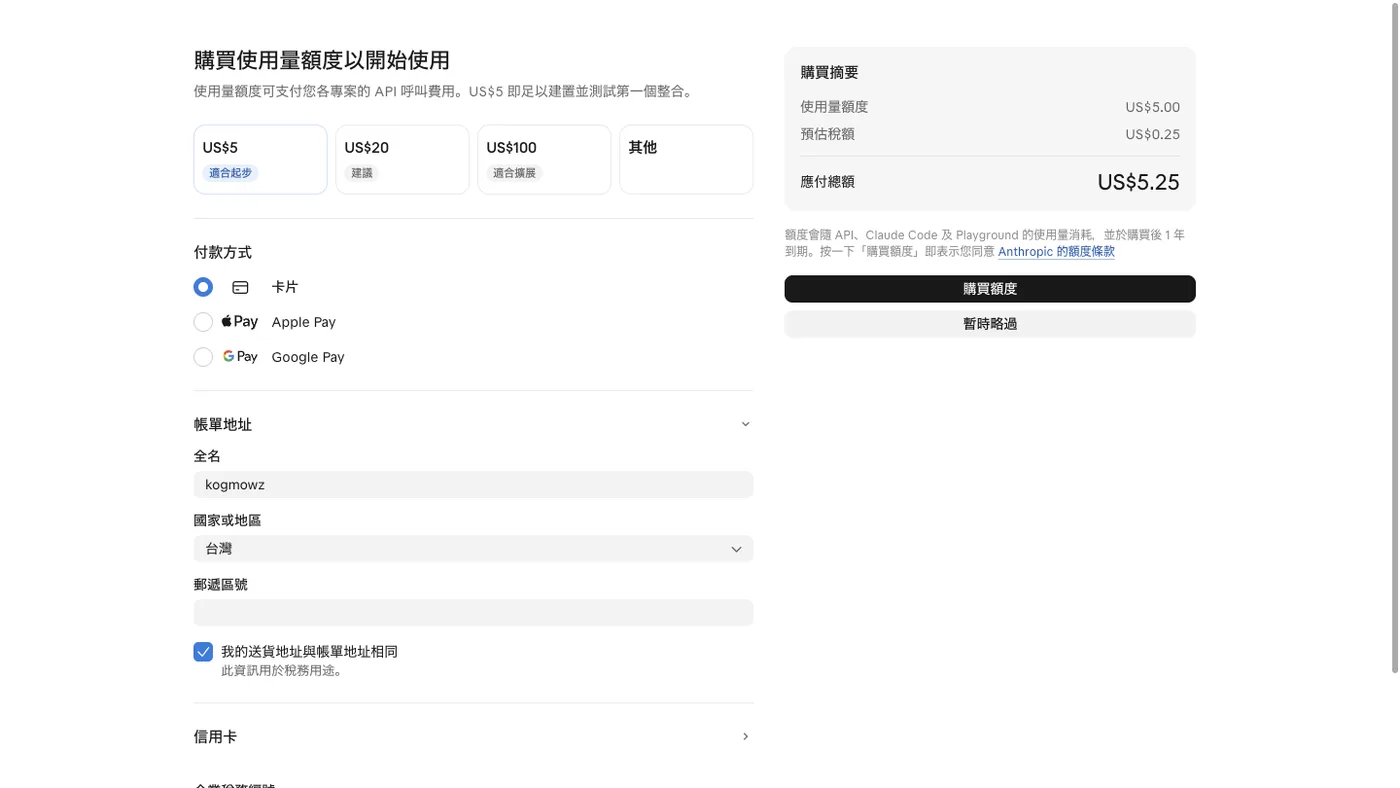 購買使用量額度以開始使用
使用量額度可支付您各專案的 API 呼叫費用。US$5 即足以建置並測試第一個整合。
US$5
適合起步
US$20
建議
US$100
適合擴展
其他
付款方式
卡片
Pay Apple Pay
G Pay Google Pay
帳單地址
全名
kogmowz
國家或地區
台灣
郵遞區號
我的送貨地址與帳單地址相同
此資訊用於稅務用途。
信用卡
企業稅務編號
購買摘要
使用量額度 US$5.00
預估稅額 US$0.25
應付總額 US$5.25
額度會隨 API、Claude Code 及 Playground 的使用量消耗，並於購買後 1 年
到期。按一下「購買額度」即表示您同意 Anthropic 的額度條款
購買額度
暫時略過